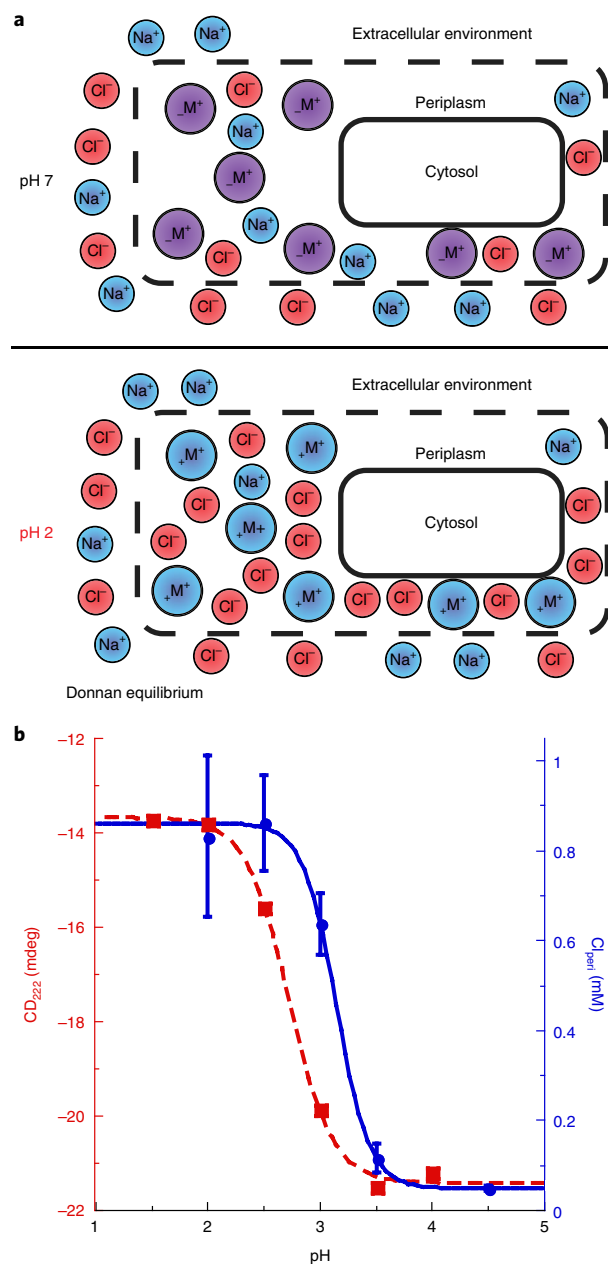 a
Na⁺
Na⁺
Extracellular environment
Cl⁻
₋M⁺
Cl⁻
₋M⁺
Periplasm
Na⁺
Na⁺
Cl⁻
Cl⁻
pH 7
₋M⁺
Cytosol
Na⁺
Na⁺
₋M⁺
Cl⁻
Cl⁻
₋M⁺
Na⁺
₋M⁺
Cl⁻
₋M⁺
Na⁺
Cl⁻
Cl⁻
Na⁺
Na⁺
Cl⁻
Na⁺
Na⁺
Extracellular environment
Cl⁻
₊M⁺
Cl⁻
₊M⁺
Periplasm
Na⁺
Cl⁻
Na⁺
Cl⁻
Cl⁻
Cl⁻
pH 2
Na⁺
Cl⁻
₊M+
Cl⁻
Cytosol
Cl⁻
Cl⁻
Cl⁻
₊M⁺
Cl⁻
₊M⁺
Cl⁻
Cl⁻
₊M⁺
Cl⁻
₊M⁺
Na⁺
Cl⁻
Cl⁻
Na⁺
Na⁺
Cl⁻
Donnan equilibrium
b
−12
−14
−16
−18
−20
−22
CD₂₂₂ (mdeg)
1
0.8
0.6
0.4
0.2
0
Cl_peri (mM)
1
2
3
4
5
pH